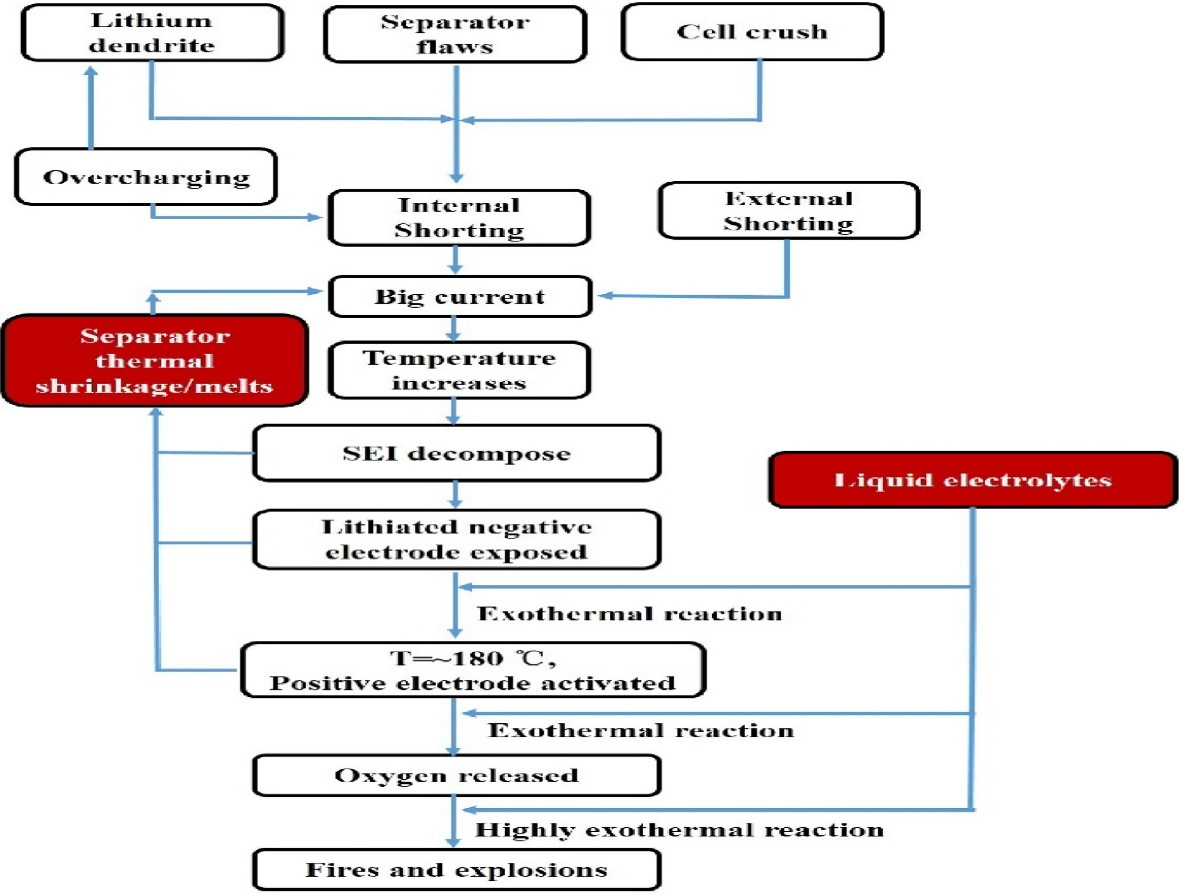 Lithium
dendrite
Separator
flaws
Cell crush
Overcharging
Internal
Shorting
External
Shorting
Big current
Separator
thermal
shrinkage/melts
Temperature
increases
SEI decompose
Liquid electrolytes
Lithiated negative
electrode exposed
Exothermal reaction
T=~180 ℃,
Positive electrode activated
Exothermal reaction
Oxygen released
Highly exothermal reaction
Fires and explosions